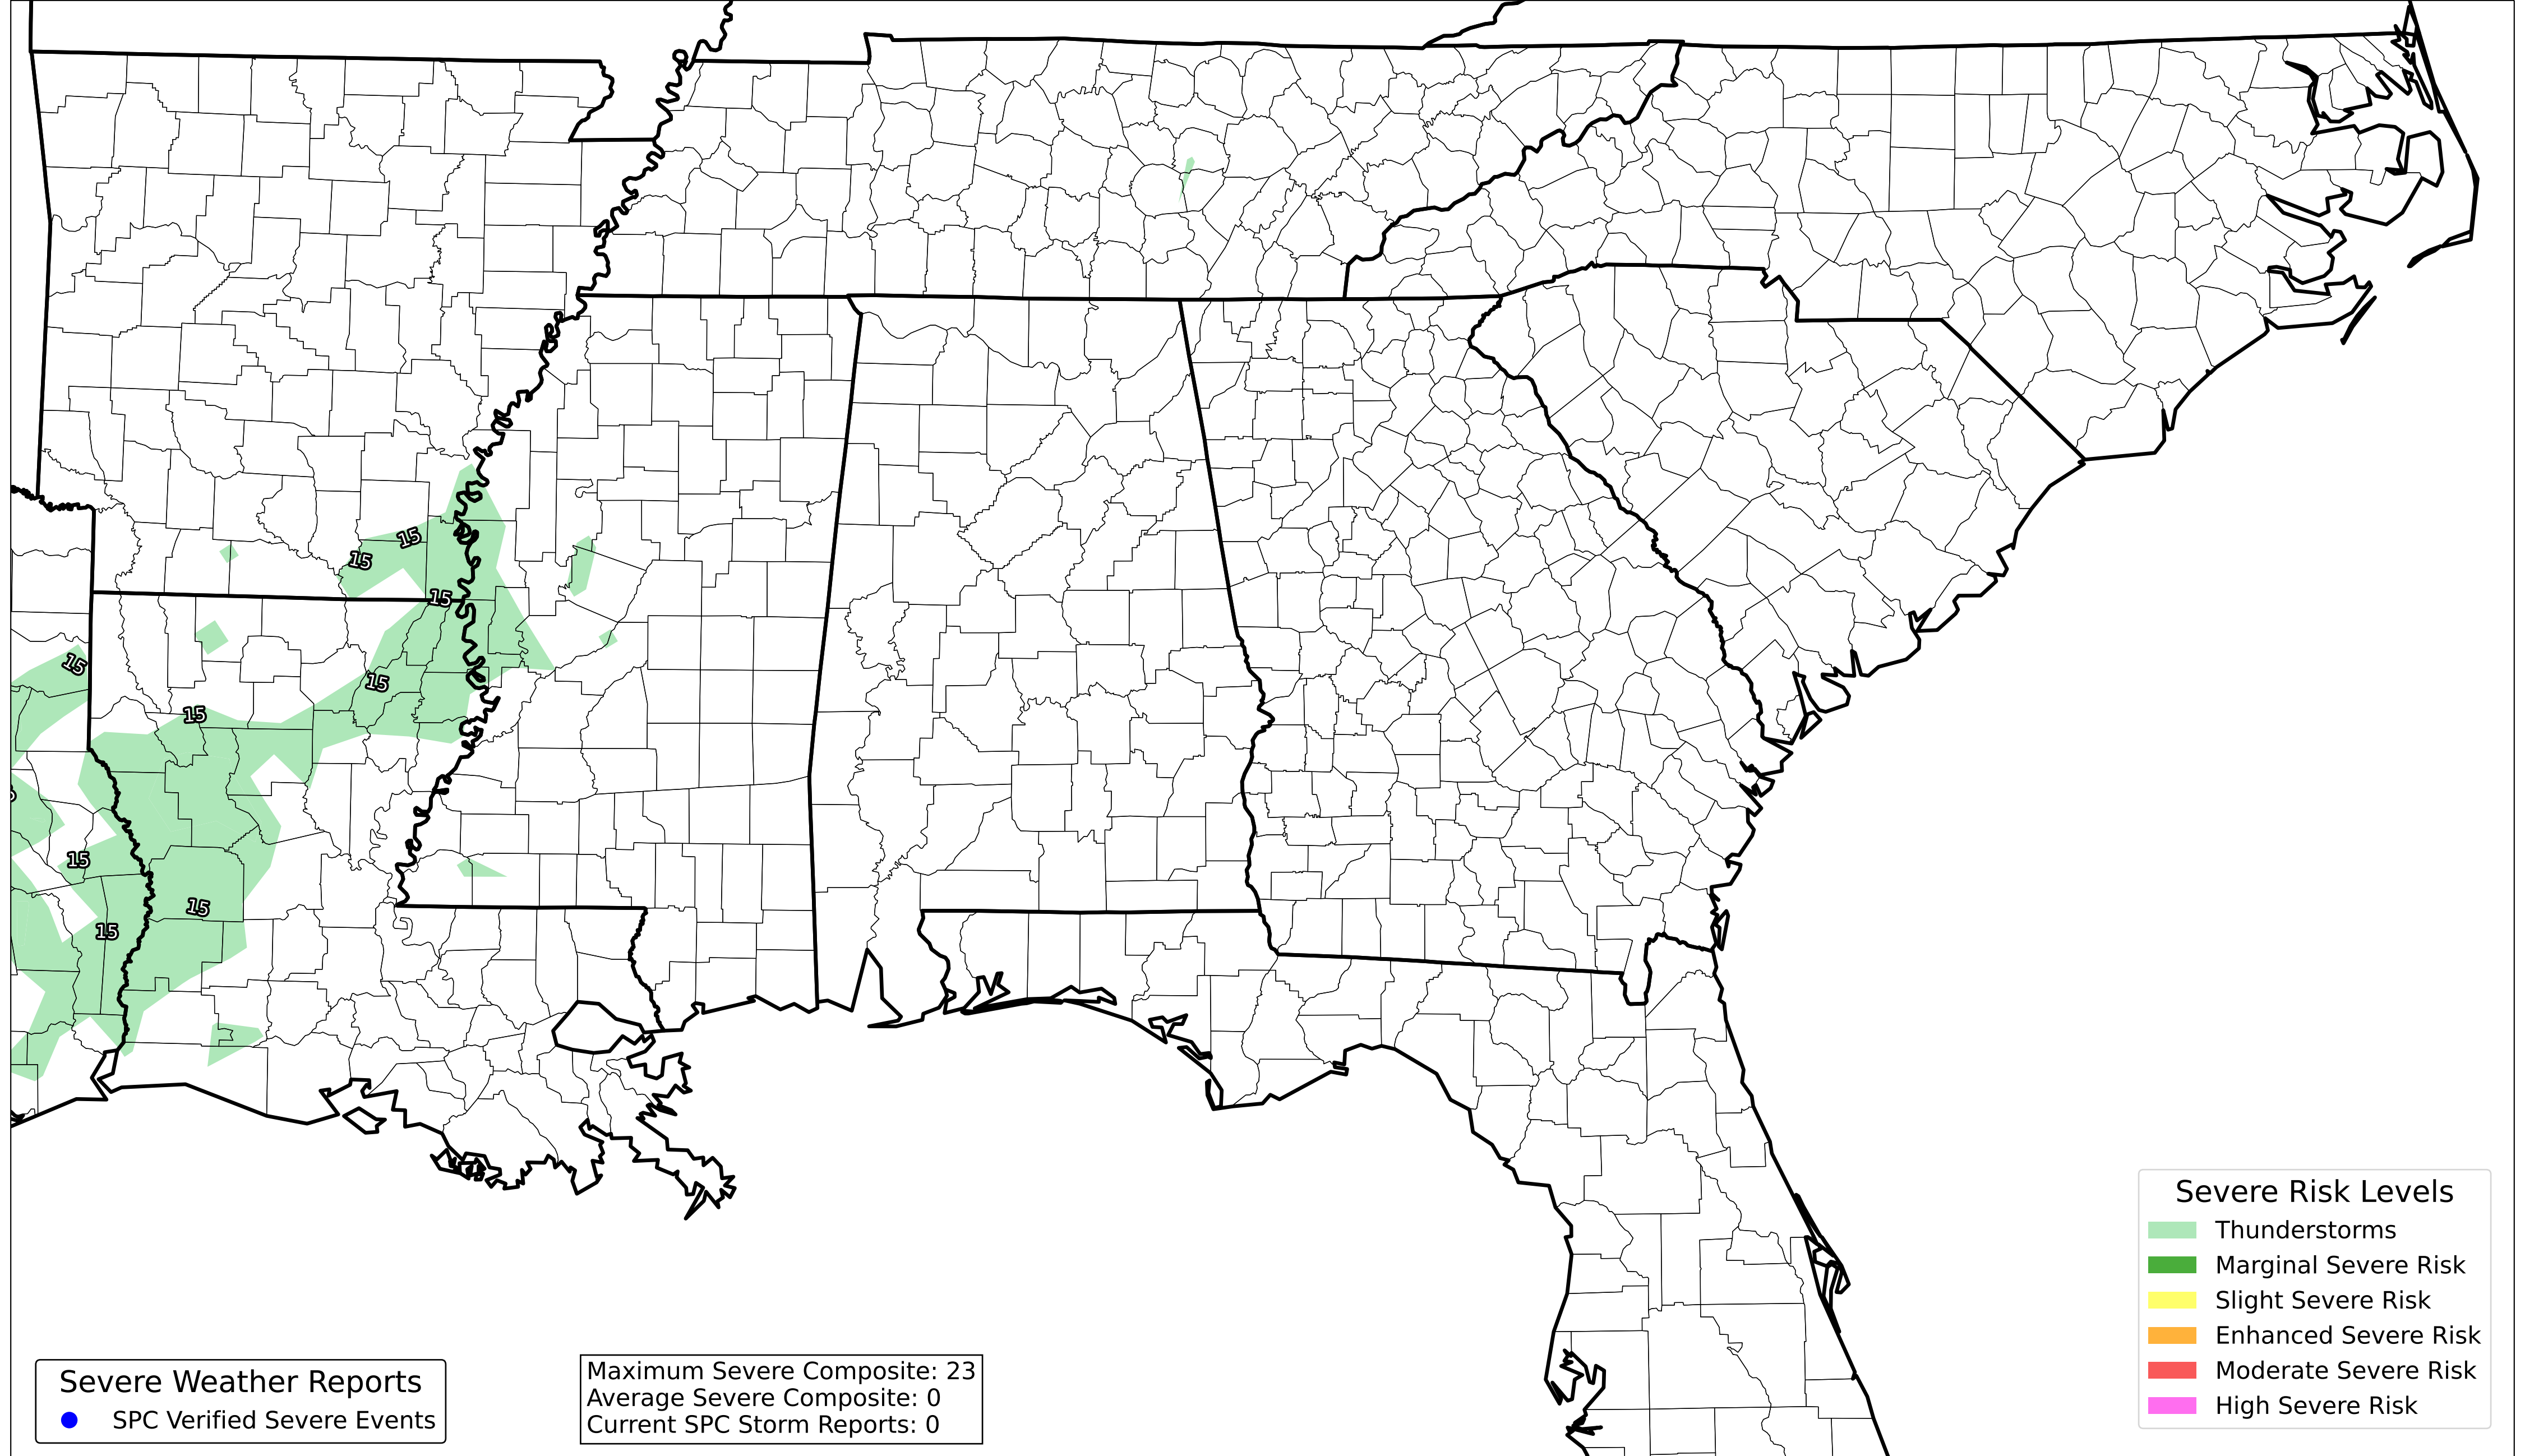 15
15
15
15
15
15
15
15
15
Severe Risk Levels
Thunderstorms
Marginal Severe Risk
Slight Severe Risk
Enhanced Severe Risk
Moderate Severe Risk
High Severe Risk
Severe Weather Reports
SPC Verified Severe Events
Maximum Severe Composite: 23
Average Severe Composite: 0
Current SPC Storm Reports: 0